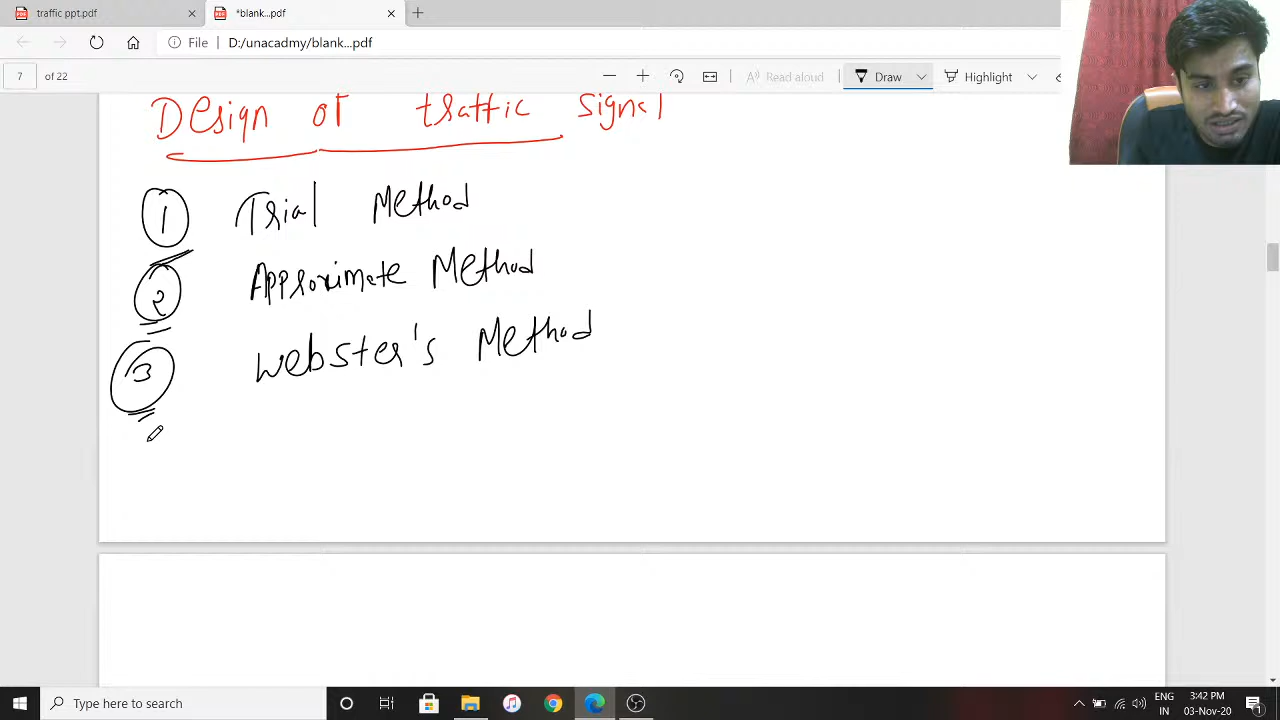 traffic ppt.pdf
*blank.pdf
File D:/unacadmy/blank...pdf
7 of 22
Read aloud
Draw
Highlight
Design of traffic signal
1 Trial Method
2 Approximate Method
3 Webster's Method
Type here to search
ENG
IN
3:42 PM
03-Nov-20
1